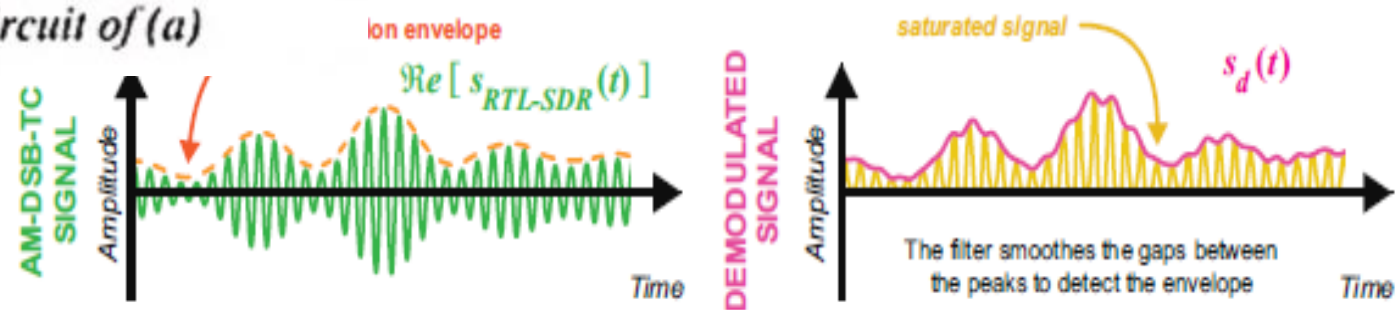 rcuit of (a)
ion envelope
ℜe [ s_RTL-SDR (t) ]
AM-DSB-TC
SIGNAL
Amplitude
Time
saturated signal
s_d (t)
DEMODULATED
SIGNAL
Amplitude
The filter smoothes the gaps between
the peaks to detect the envelope
Time